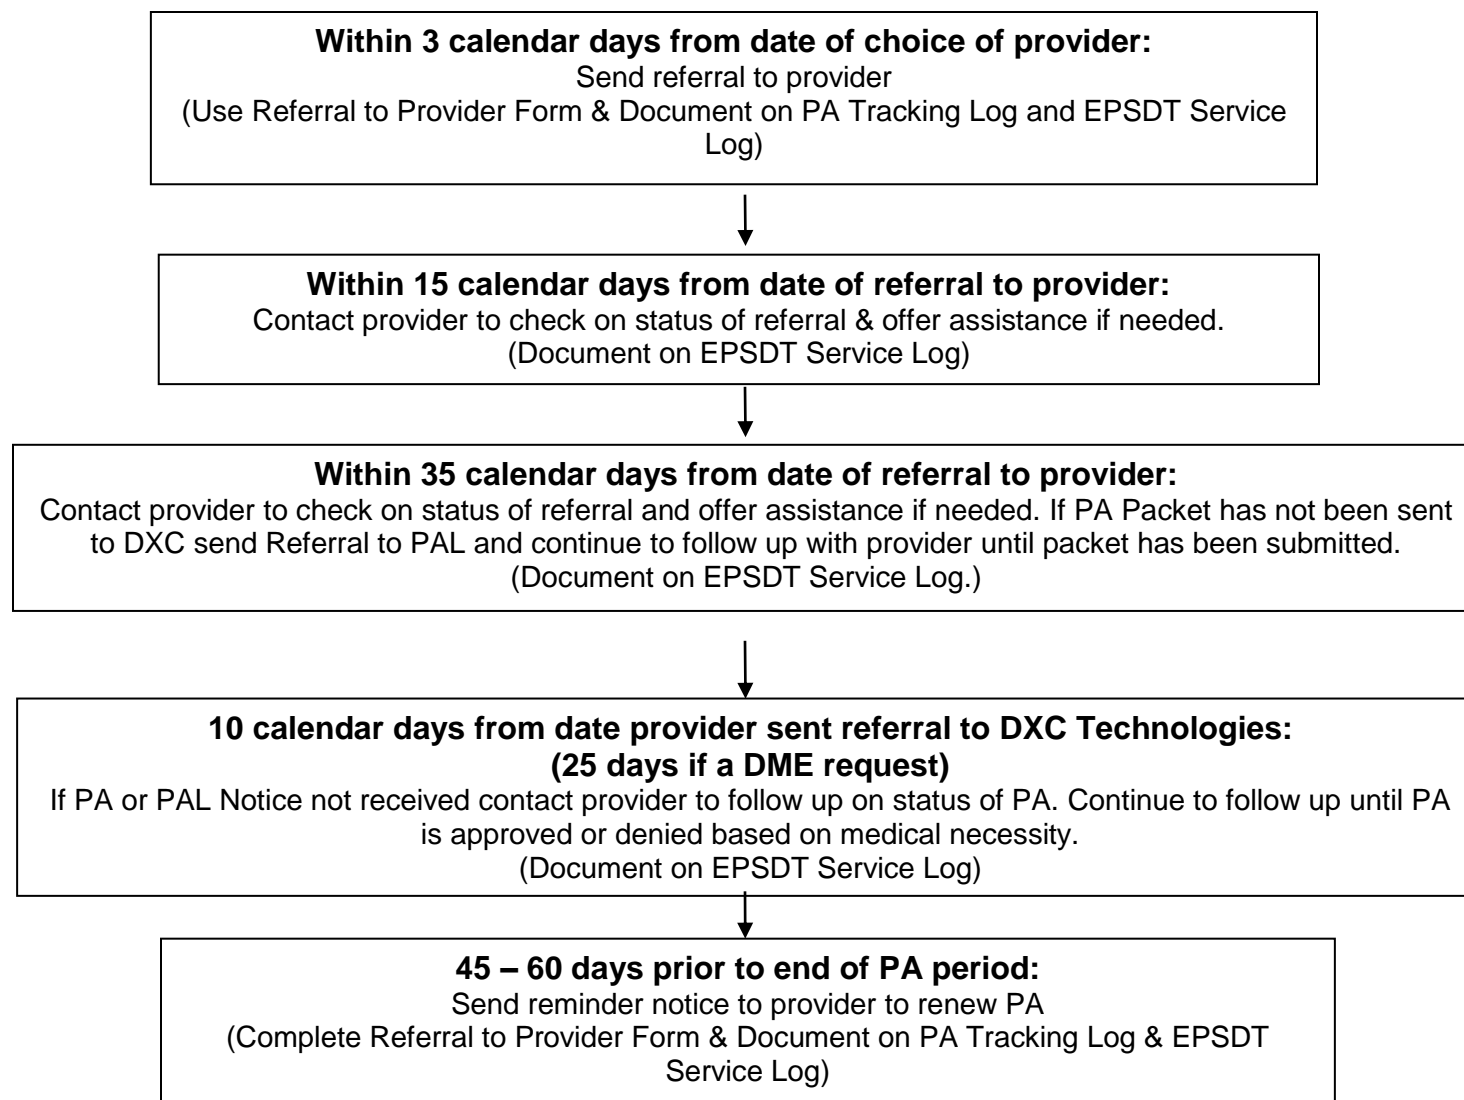 Within 3 calendar days from date of choice of provider:
Send referral to provider
(Use Referral to Provider Form & Document on PA Tracking Log and EPSDT Service
Log)
Within 15 calendar days from date of referral to provider:
Contact provider to check on status of referral & offer assistance if needed.
(Document on EPSDT Service Log)
Within 35 calendar days from date of referral to provider:
Contact provider to check on status of referral and offer assistance if needed. If PA Packet has not been sent
to DXC send Referral to PAL and continue to follow up with provider until packet has been submitted.
(Document on EPSDT Service Log.)
10 calendar days from date provider sent referral to DXC Technologies:
(25 days if a DME request)
If PA or PAL Notice not received contact provider to follow up on status of PA. Continue to follow up until PA
is approved or denied based on medical necessity.
(Document on EPSDT Service Log)
45 – 60 days prior to end of PA period:
Send reminder notice to provider to renew PA
(Complete Referral to Provider Form & Document on PA Tracking Log & EPSDT
Service Log)